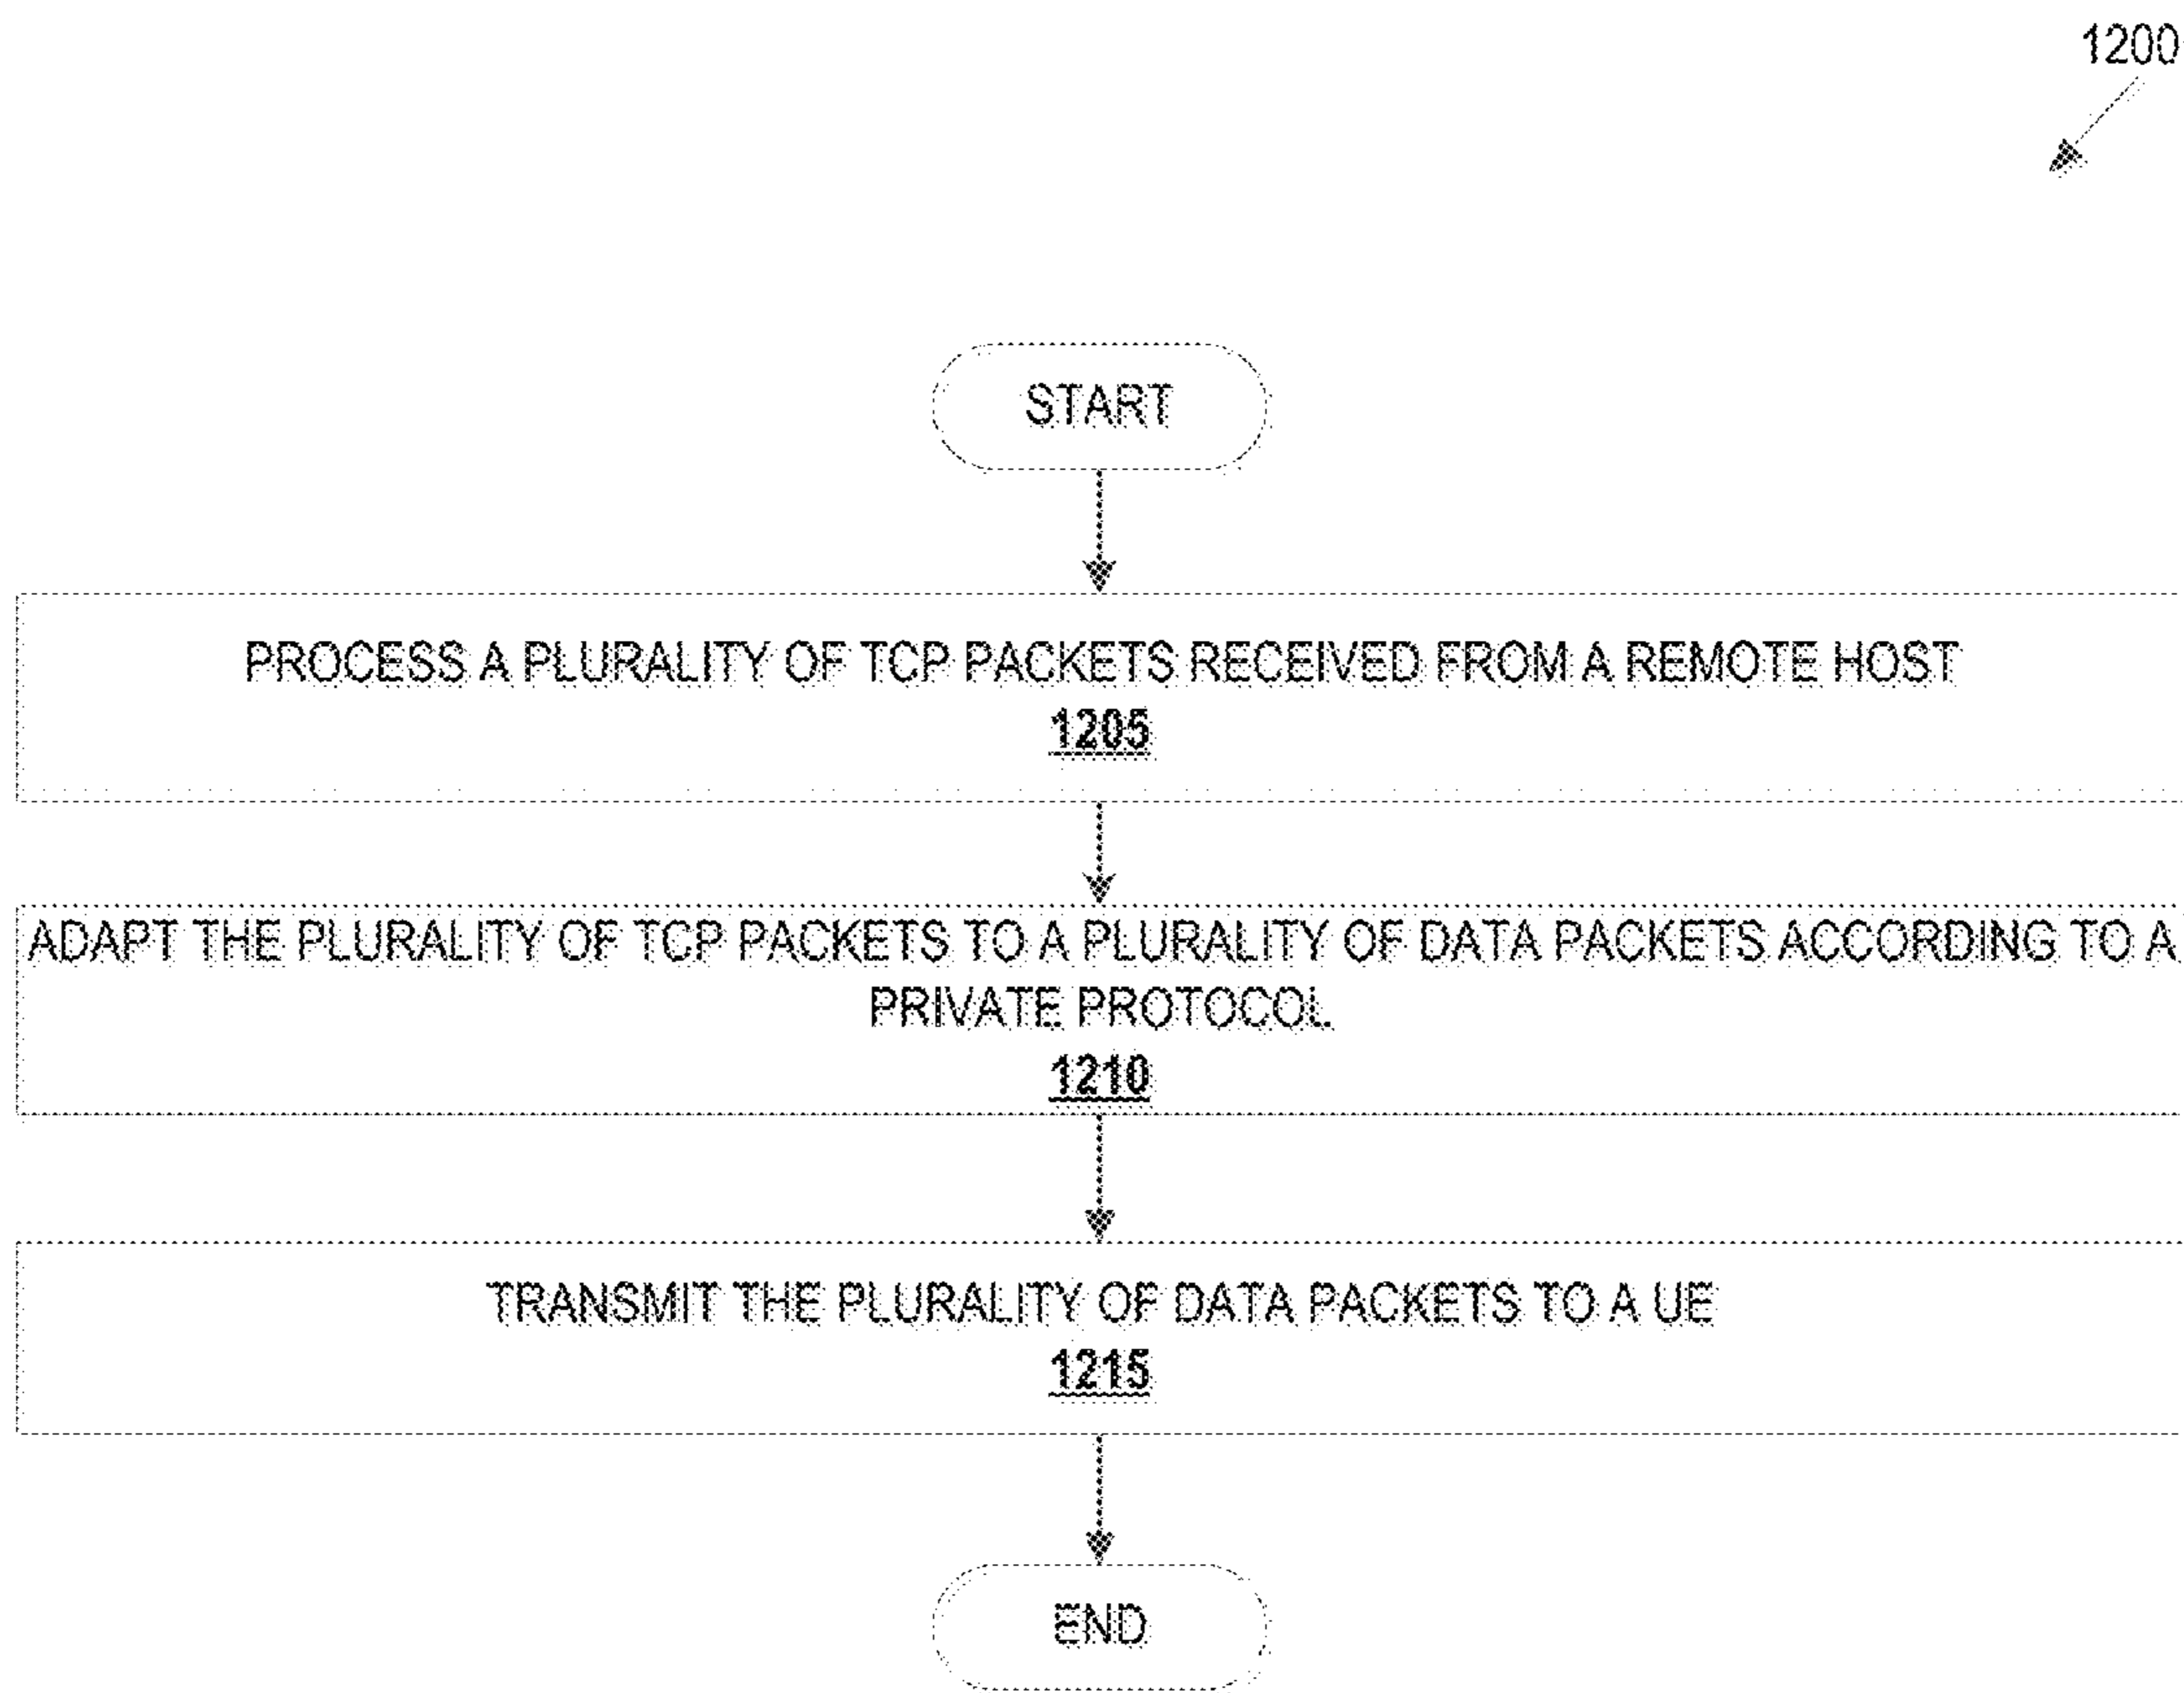 1200
START
PROCESS A PLURALITY OF TCP PACKETS RECEIVED FROM A REMOTE HOST
1205
ADAPT THE PLURALITY OF TCP PACKETS TO A PLURALITY OF DATA PACKETS ACCORDING TO A
PRIVATE PROTOCOL
1210
TRANSMIT THE PLURALITY OF DATA PACKETS TO A UE
1215
END